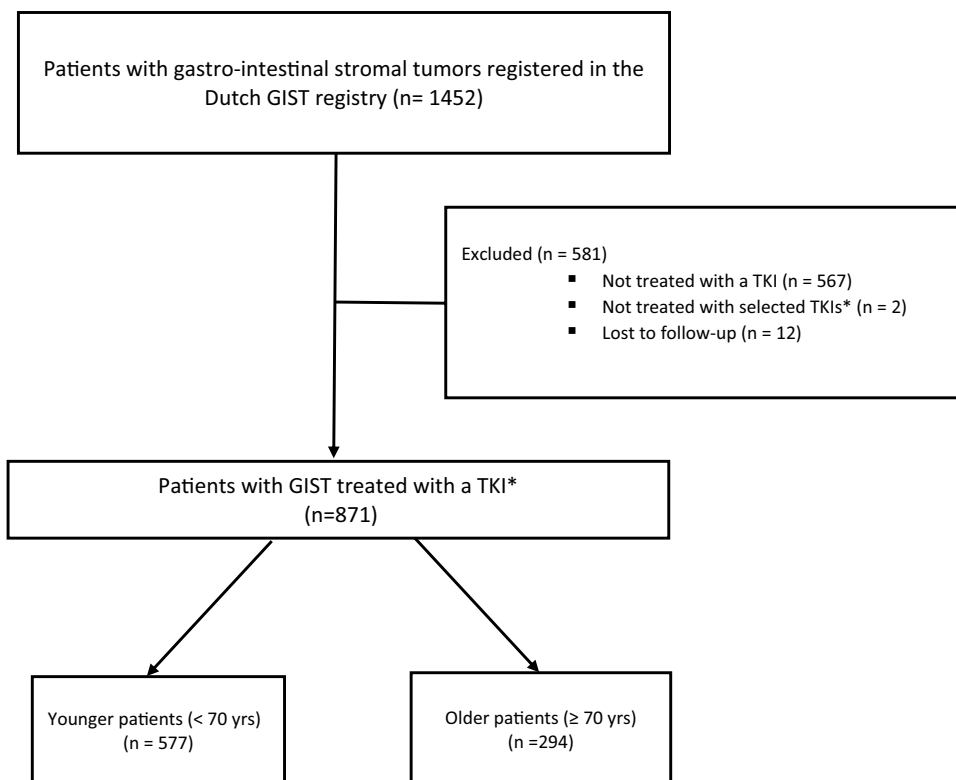 Patients with gastro-intestinal stromal tumors registered in the
Dutch GIST registry (n= 1452)
Excluded (n = 581)
▪ Not treated with a TKI (n = 567)
▪ Not treated with selected TKIs* (n = 2)
▪ Lost to follow-up (n = 12)
Patients with GIST treated with a TKI*
(n=871)
Younger patients (< 70 yrs)
(n = 577)
Older patients (≥ 70 yrs)
(n =294)